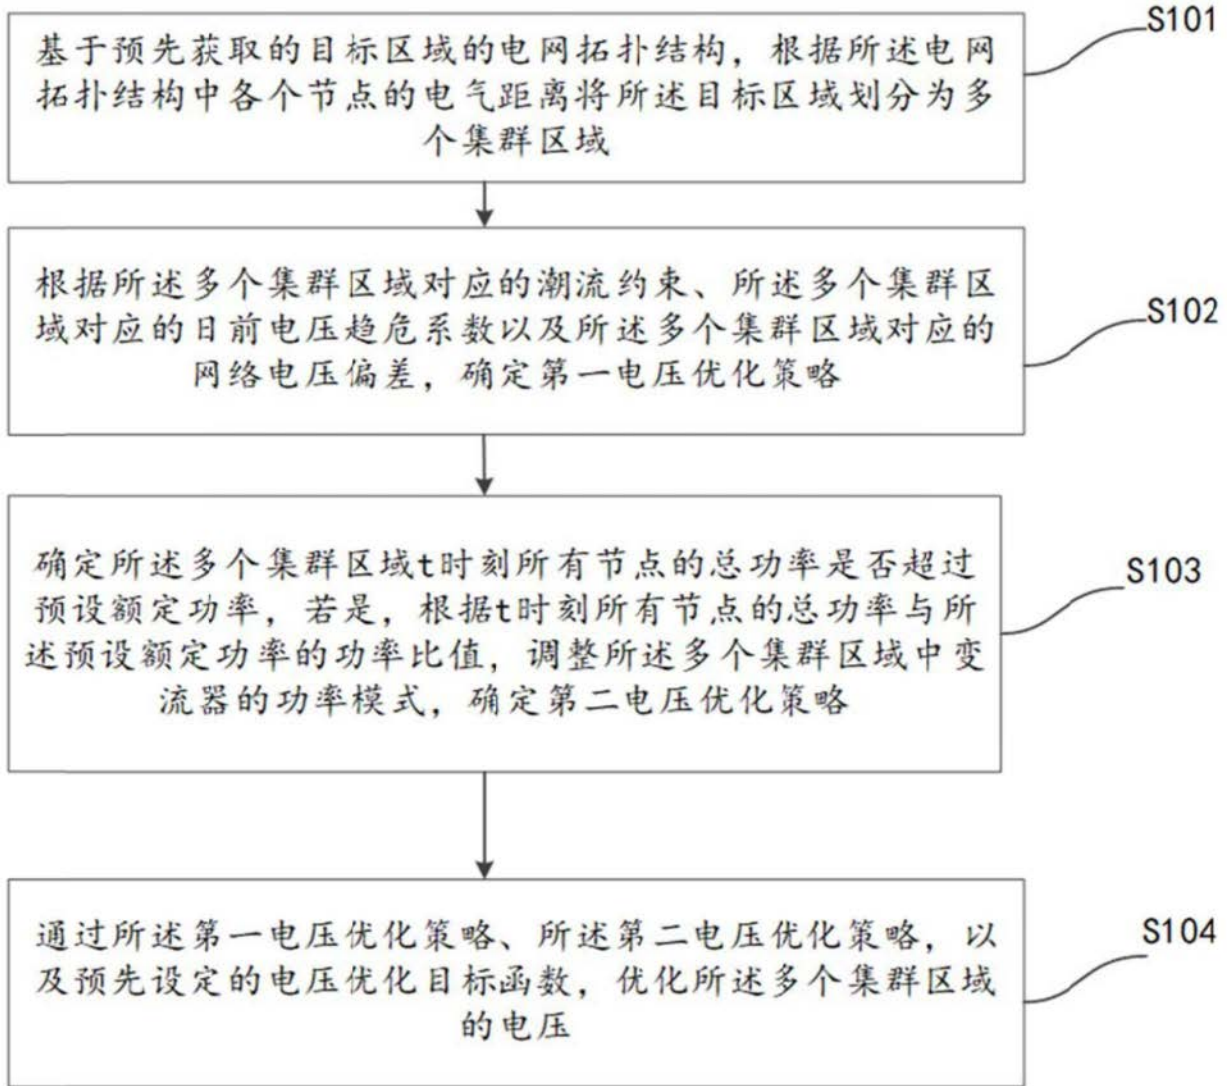 S101
基于预先获取的目标区域的电网拓扑结构，根据所述电网
拓扑结构中各个节点的电气距离将所述目标区域划分为多
个集群区域
S102
根据所述多个集群区域对应的潮流约束、所述多个集群区
域对应的日前电压趋危系数以及所述多个集群区域对应的
网络电压偏差，确定第一电压优化策略
S103
确定所述多个集群区域t时刻所有节点的总功率是否超过
预设额定功率，若是，根据t时刻所有节点的总功率与所
述预设额定功率的功率比值，调整所述多个集群区域中变
流器的功率模式，确定第二电压优化策略
S104
通过所述第一电压优化策略、所述第二电压优化策略，以
及预先设定的电压优化目标函数，优化所述多个集群区域
的电压